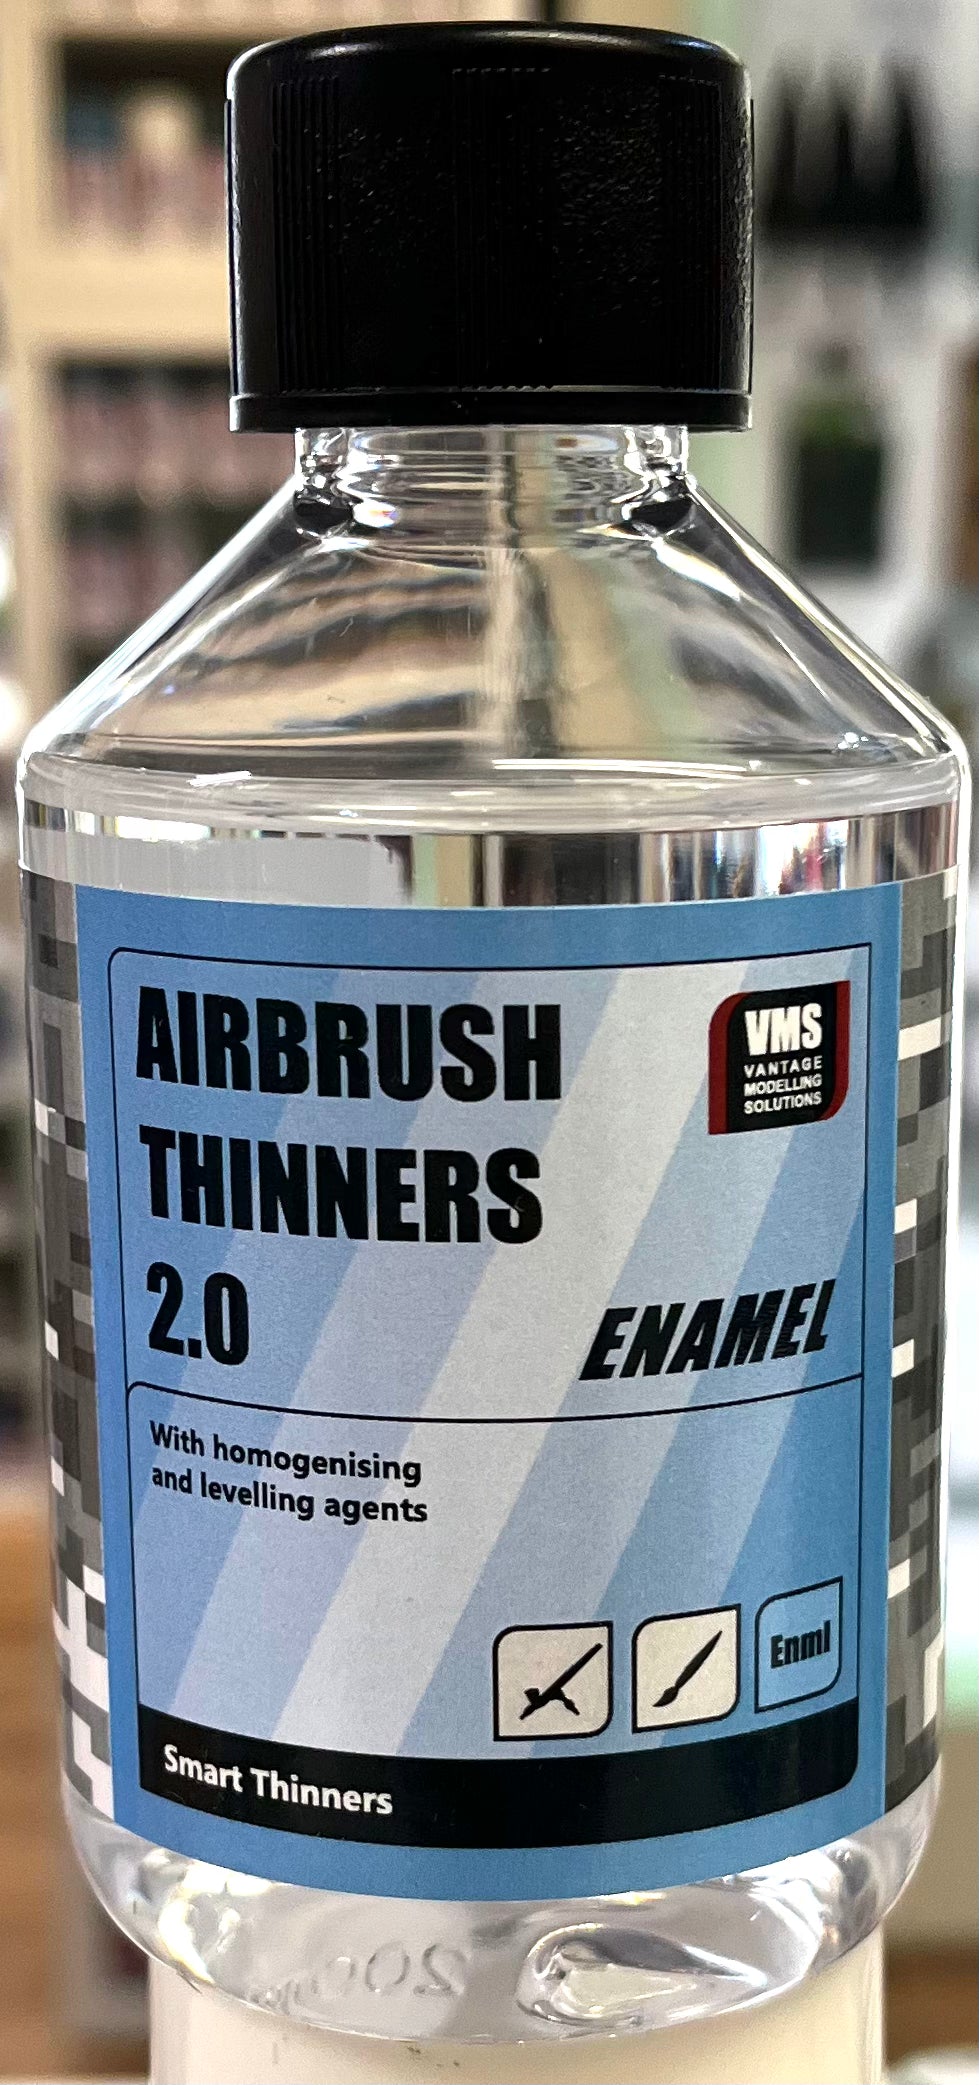 AIRBRUSH
THINNERS
2.0
VMS
VANTAGE
MODELLING
SOLUTIONS
ENAMEL
With homogenising
and levelling agents
Enml
Smart Thinners